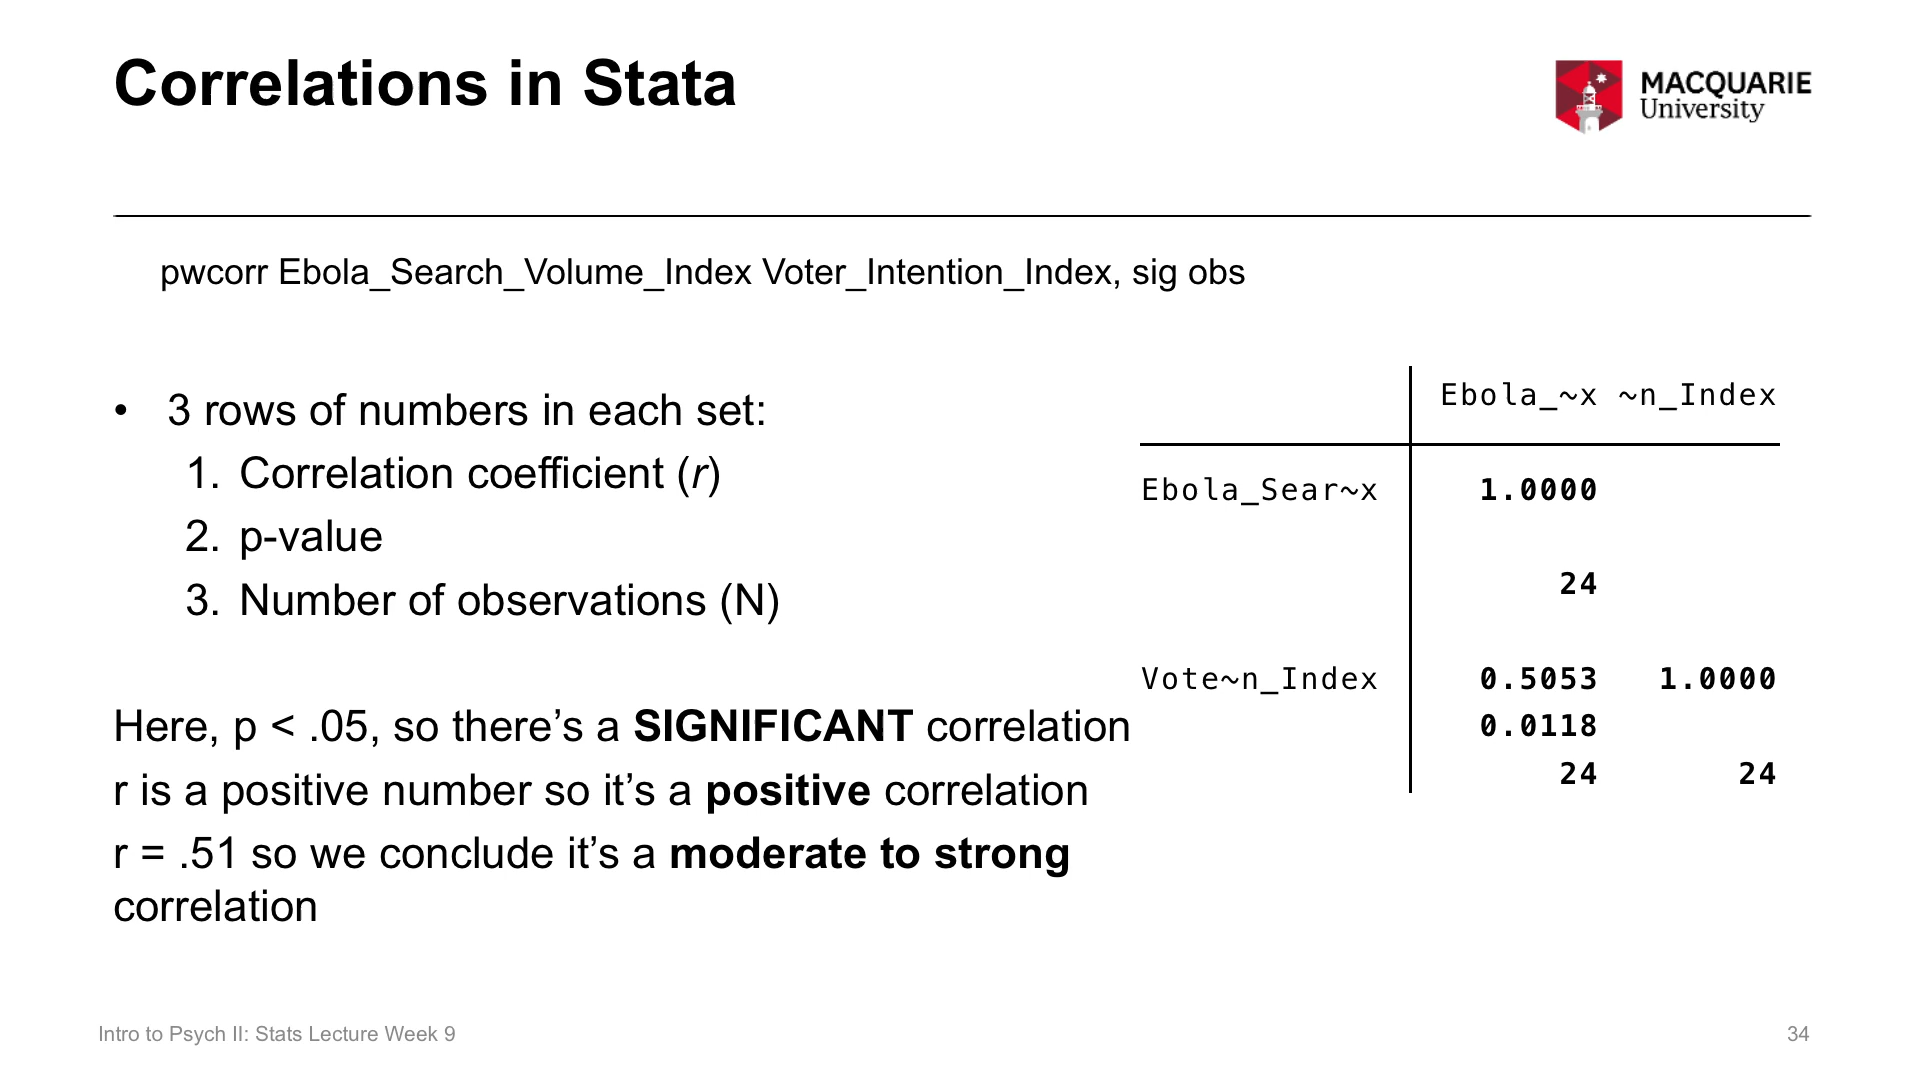 Correlations in Stata
MACQUARIE
University
pwcorr Ebola_Search_Volume_Index Voter_Intention_Index, sig obs
• 3 rows of numbers in each set:
1. Correlation coefficient (r)
2. p-value
3. Number of observations (N)
Here, p < .05, so there’s a SIGNIFICANT correlation
r is a positive number so it’s a positive correlation
r = .51 so we conclude it’s a moderate to strong
correlation
Ebola_~x ~n_Index
Ebola_Sear~x 1.0000
24
Vote~n_Index 0.5053 1.0000
0.0118
24 24
Intro to Psych II: Stats Lecture Week 9
34